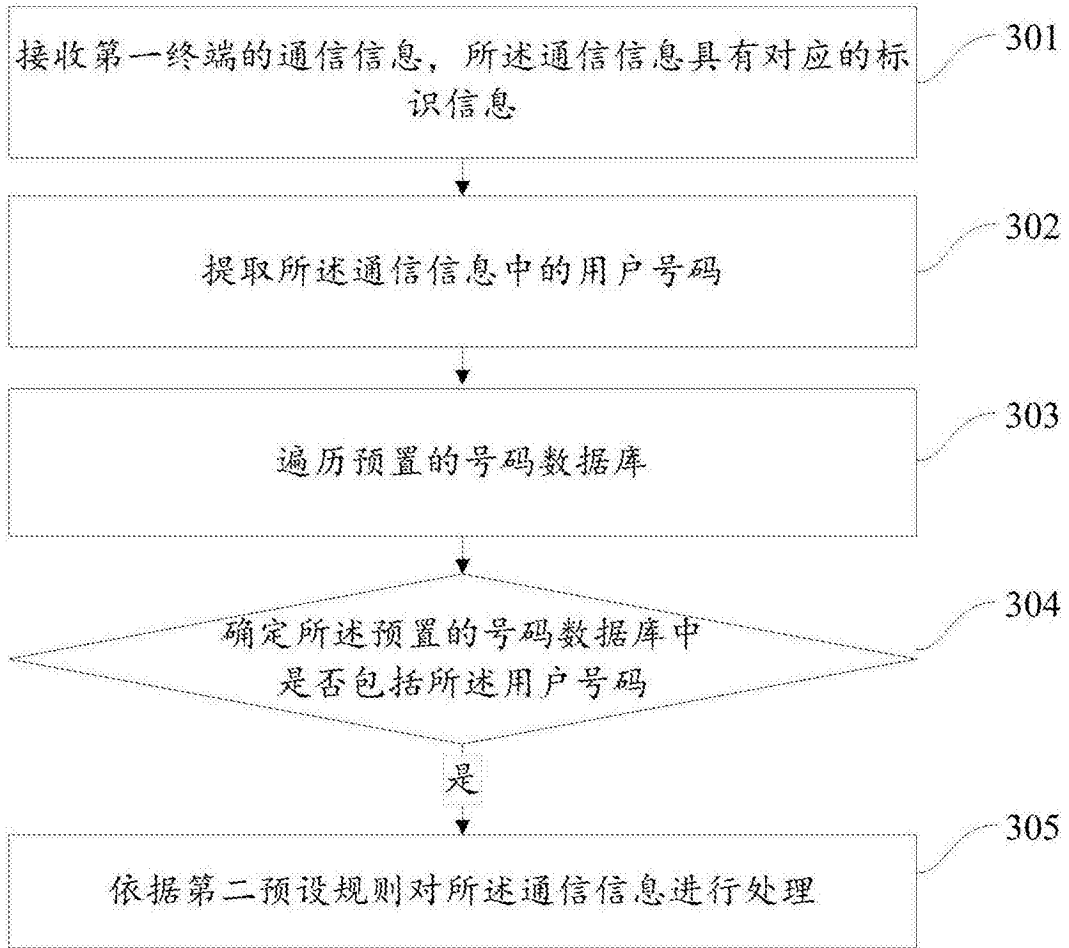 接收第一终端的通信信息，所述通信信息具有对应的标
识信息
301
提取所述通信信息中的用户号码
302
遍历预置的号码数据库
303
确定所述预置的号码数据库中
是否包括所述用户号码
304
是
依据第二预设规则对所述通信信息进行处理
305